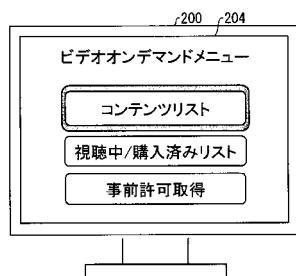 200 204
ビデオオンデマンドメニュー
コンテンツリスト
視聴中/購入済みリスト
事前許可取得